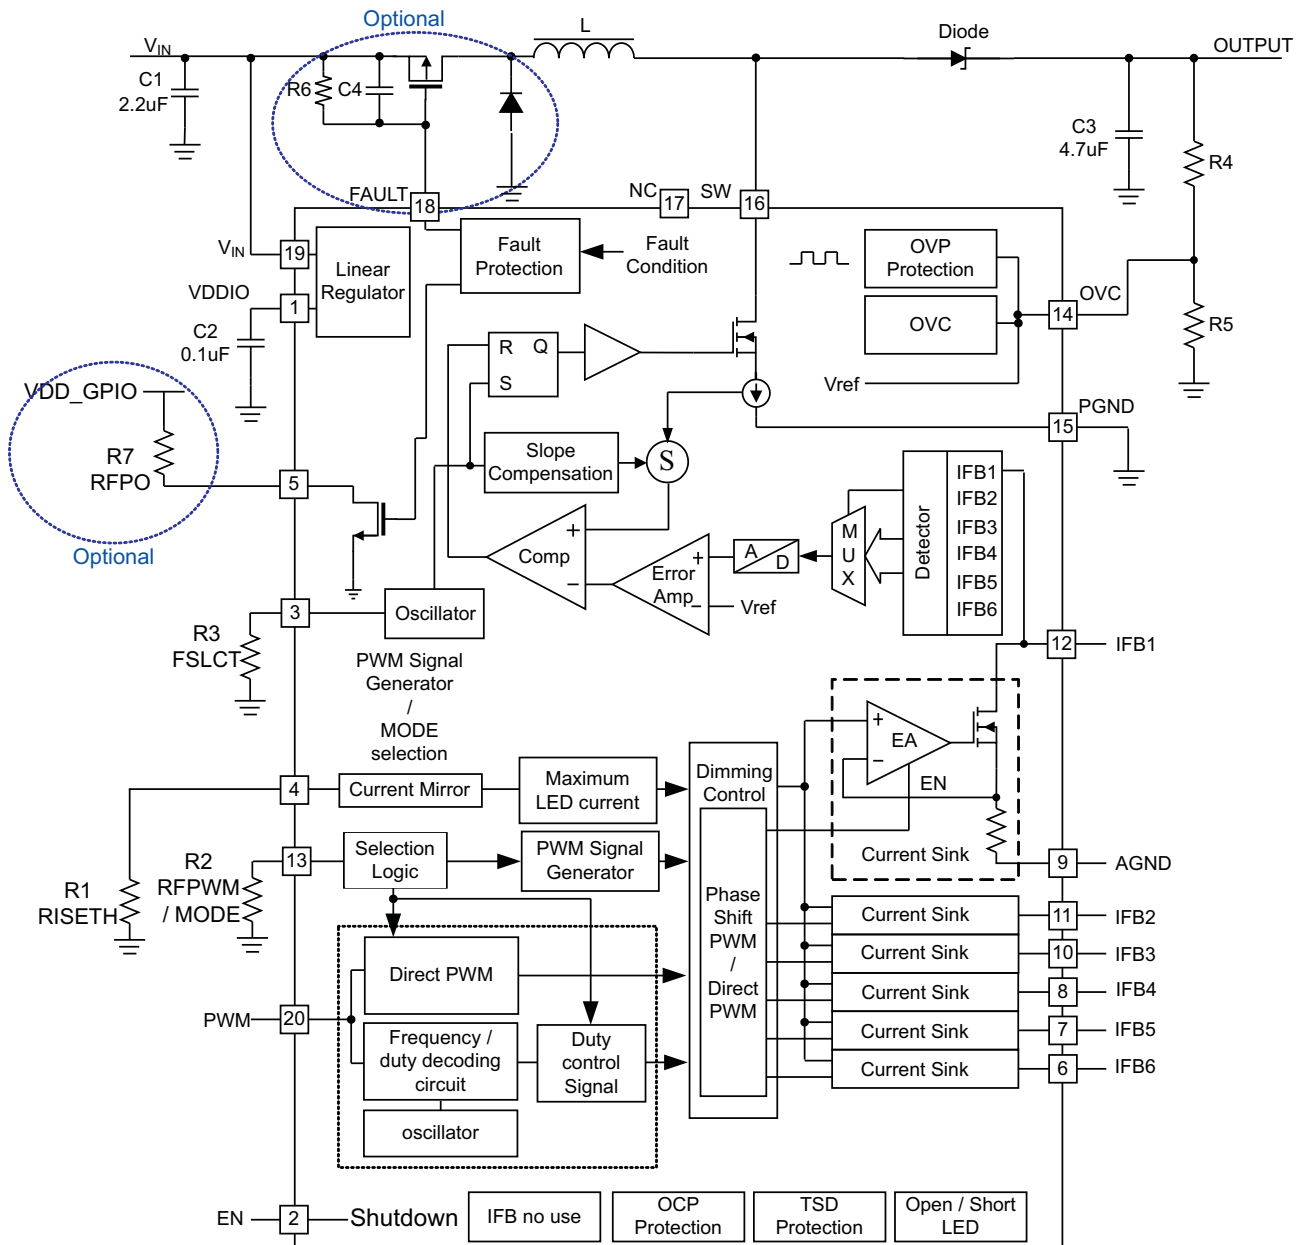 Optional
L
Diode
VIN
OUTPUT
C1
2.2uF
R6
C4
C3
4.7uF
R4
FAULT
18
NC
17
SW
16
VIN
19
Linear
Regulator
Fault
Protection
Fault
Condition
OVP
Protection
OVC
VDDIO
1
OVC
14
R5
C2
0.1uF
R
Q
S
Vref
VDD_GPIO
PGND
15
R7
RFPO
5
Slope
Compensation
S
Detector
IFB1
IFB2
IFB3
IFB4
IFB5
IFB6
M
U
X
Optional
+
Comp
−
+
Error
Amp
−
A
D
Vref
3
Oscillator
R3
FSLCT
12
IFB1
PWM Signal
Generator
/
MODE
selection
+
EA
−
EN
Dimming
Control
4
Current Mirror
Maximum
LED current
13
Selection
Logic
PWM Signal
Generator
Current Sink
9
AGND
R2
RFPWM
/ MODE
R1
RISETH
Phase
Shift
PWM
/
Direct
PWM
Current Sink
11
IFB2
Current Sink
10
IFB3
Direct PWM
Current Sink
8
IFB4
PWM
20
Frequency /
duty decoding
circuit
Duty
control
Signal
Current Sink
7
IFB5
Current Sink
6
IFB6
oscillator
EN
2
Shutdown
IFB no use
OCP
Protection
TSD
Protection
Open / Short
LED